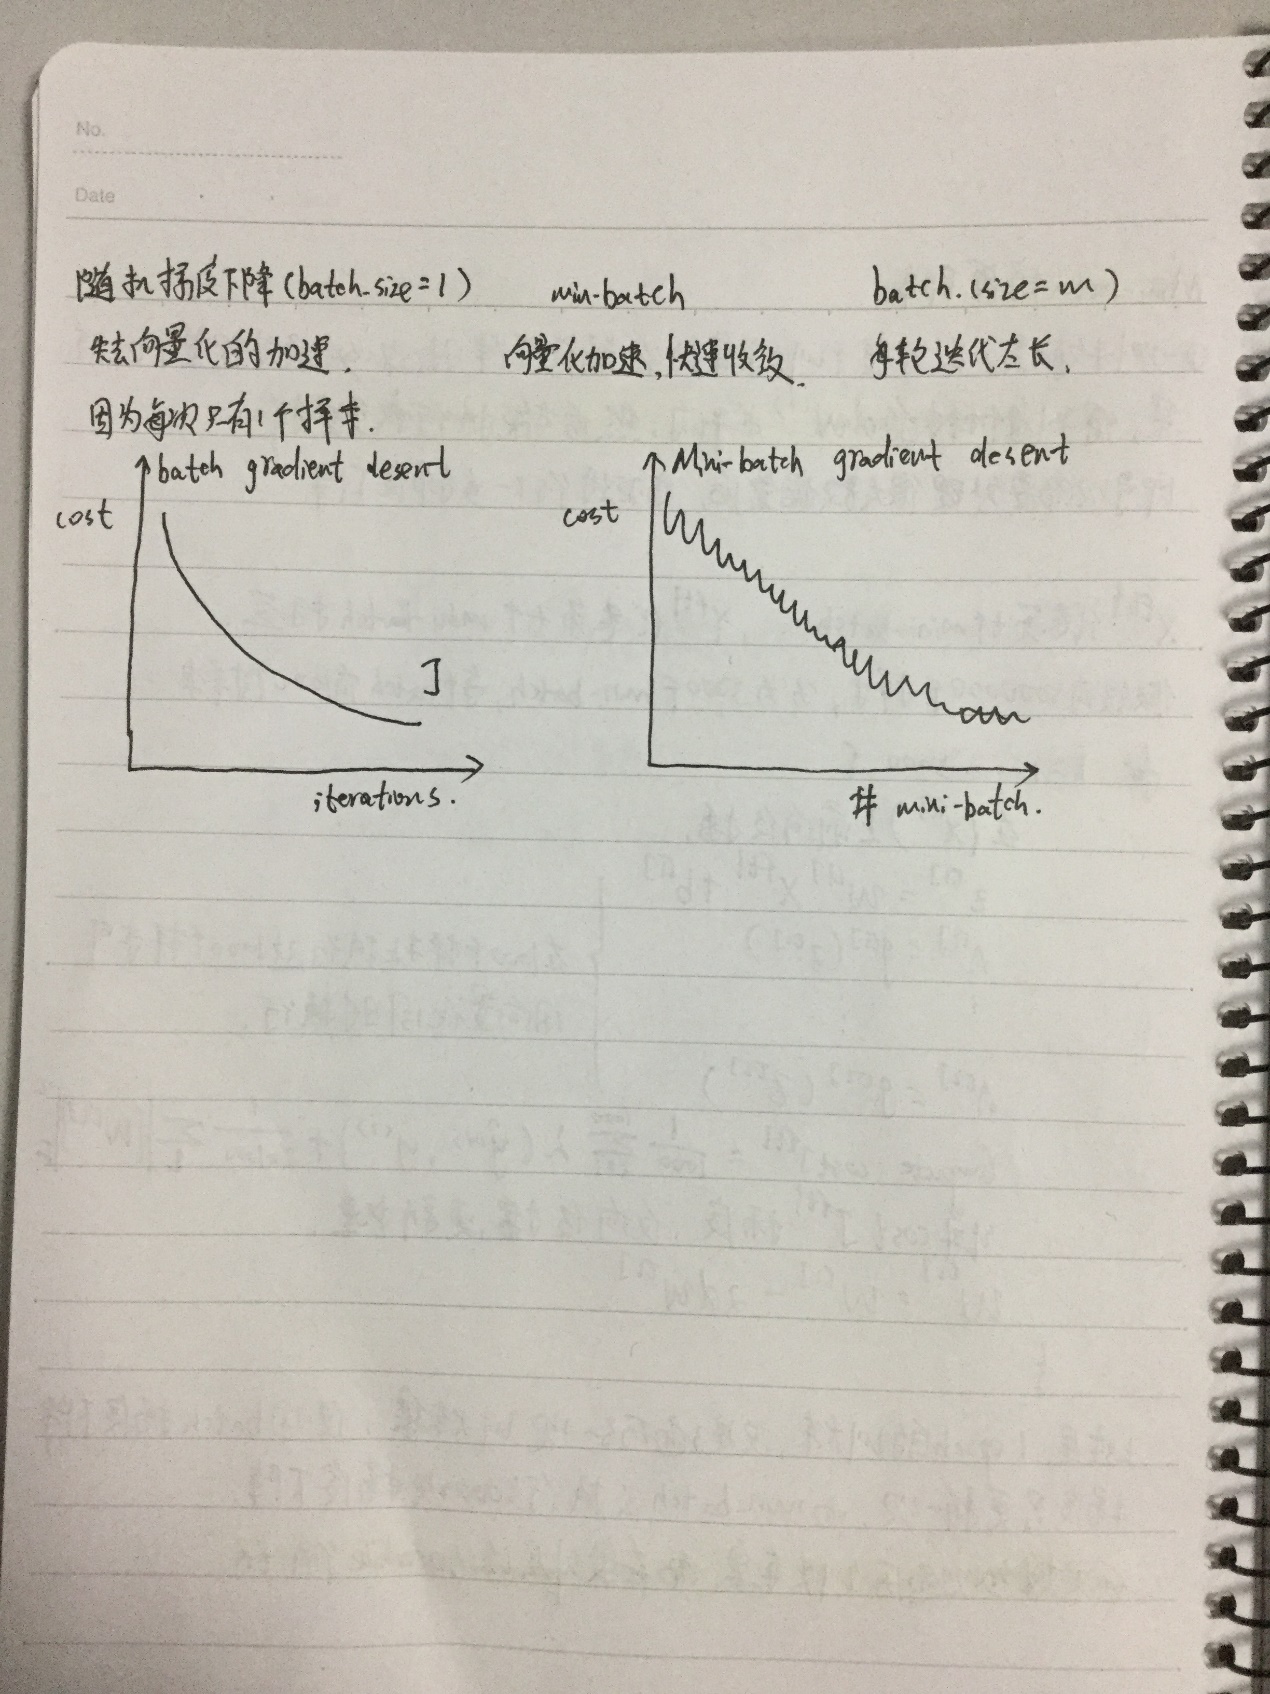 No.
Date
随机梯度下降(batch-size=1) min-batch batch.(size=m)
失去向量化的加速. 向量化加速,快速收敛. 每轮迭代太长.
因为每次只有1个样本.
batch gradient desent Mini-batch gradient desent
cost cost
J
iterations. # mini-batch.